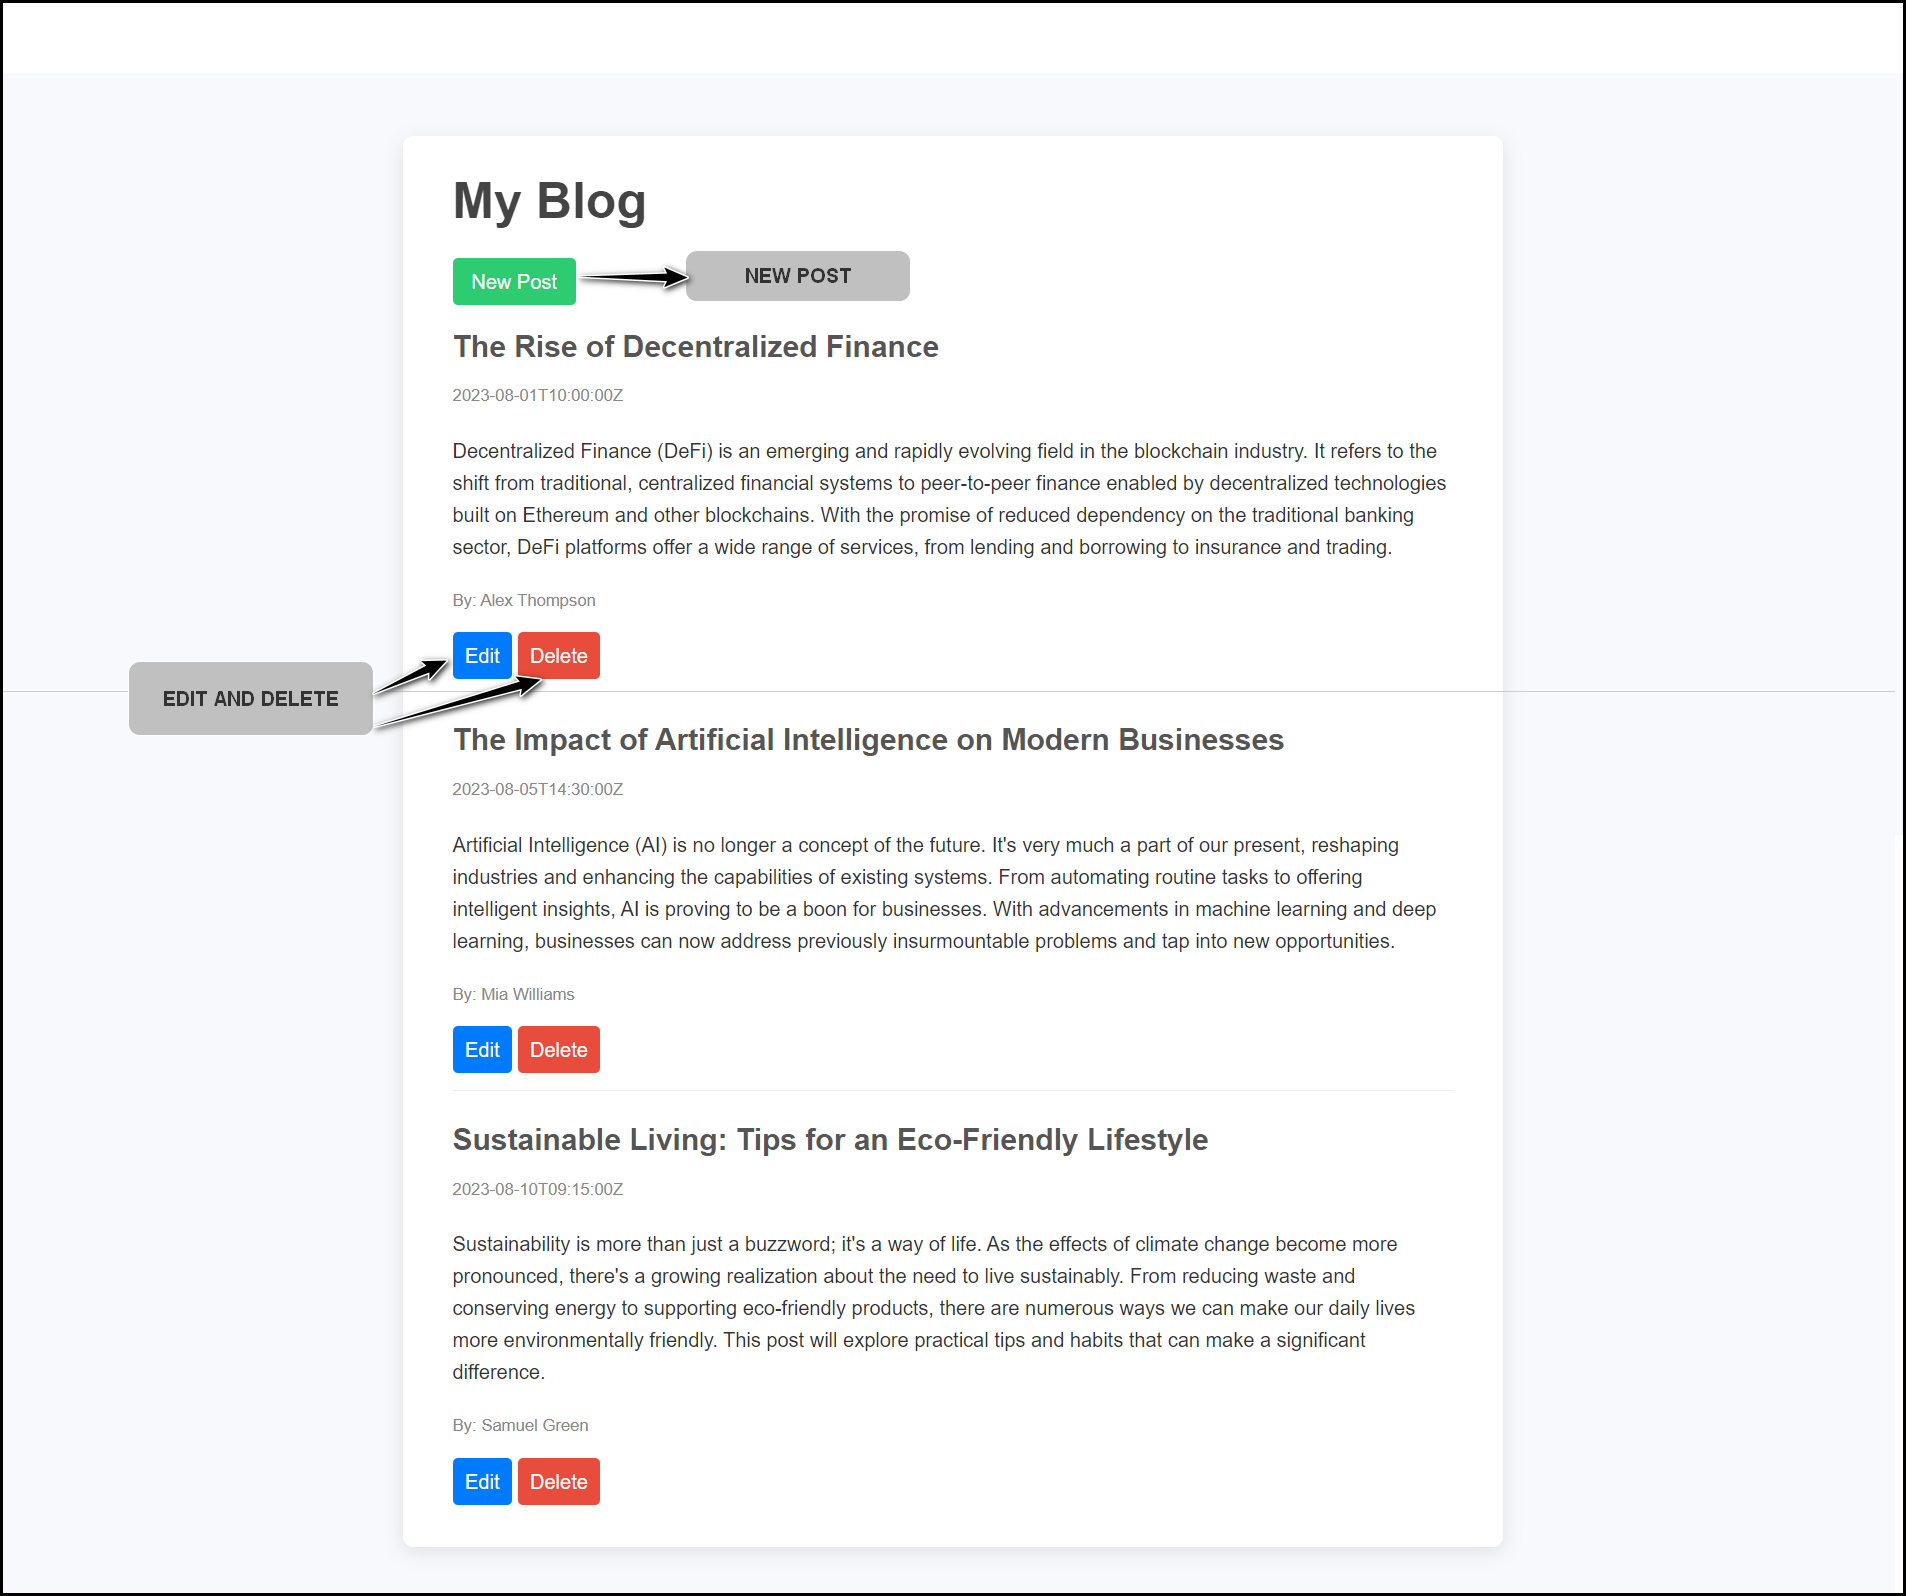 My Blog
New Post
NEW POST
The Rise of Decentralized Finance
2023-08-01T10:00:00Z
Decentralized Finance (DeFi) is an emerging and rapidly evolving field in the blockchain industry. It refers to the
shift from traditional, centralized financial systems to peer-to-peer finance enabled by decentralized technologies
built on Ethereum and other blockchains. With the promise of reduced dependency on the traditional banking
sector, DeFi platforms offer a wide range of services, from lending and borrowing to insurance and trading.
By: Alex Thompson
Edit Delete
EDIT AND DELETE
The Impact of Artificial Intelligence on Modern Businesses
2023-08-05T14:30:00Z
Artificial Intelligence (AI) is no longer a concept of the future. It's very much a part of our present, reshaping
industries and enhancing the capabilities of existing systems. From automating routine tasks to offering
intelligent insights, AI is proving to be a boon for businesses. With advancements in machine learning and deep
learning, businesses can now address previously insurmountable problems and tap into new opportunities.
By: Mia Williams
Edit Delete
Sustainable Living: Tips for an Eco-Friendly Lifestyle
2023-08-10T09:15:00Z
Sustainability is more than just a buzzword; it's a way of life. As the effects of climate change become more
pronounced, there's a growing realization about the need to live sustainably. From reducing waste and
conserving energy to supporting eco-friendly products, there are numerous ways we can make our daily lives
more environmentally friendly. This post will explore practical tips and habits that can make a significant
difference.
By: Samuel Green
Edit Delete